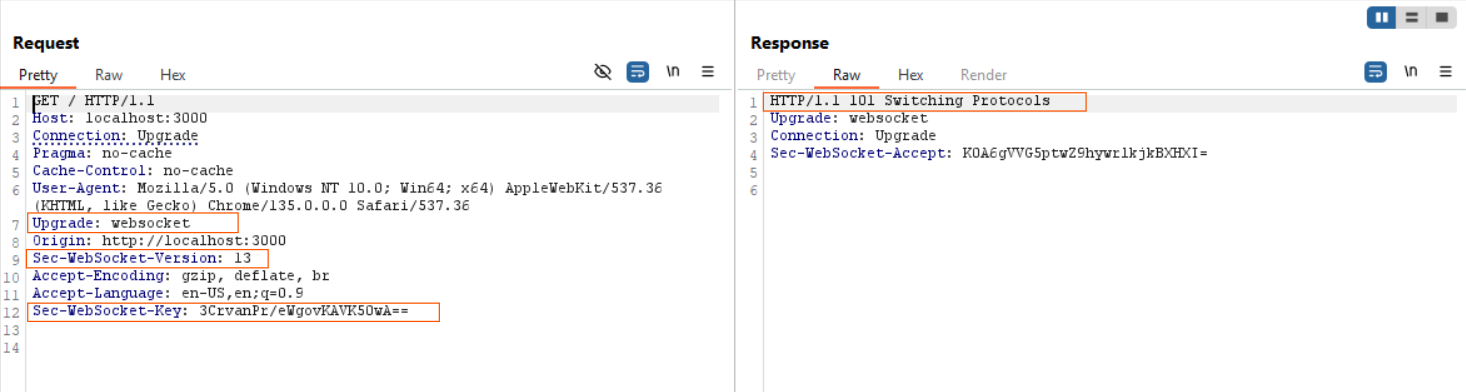 Request
Pretty Raw Hex
\n
1 GET / HTTP/1.1
2 Host: localhost:3000
3 Connection: Upgrade
4 Pragma: no-cache
5 Cache-Control: no-cache
6 User-Agent: Mozilla/5.0 (Windows NT 10.0; Win64; x64) AppleWebKit/537.36
(KHTML, like Gecko) Chrome/135.0.0.0 Safari/537.36
7 Upgrade: websocket
8 Origin: http://localhost:3000
9 Sec-WebSocket-Version: 13
10 Accept-Encoding: gzip, deflate, br
11 Accept-Language: en-US,en;q=0.9
12 Sec-WebSocket-Key: 3CrvanPr/eWgovKAVK50wA==
13
14
Response
Pretty Raw Hex Render
\n
1 HTTP/1.1 101 Switching Protocols
2 Upgrade: websocket
3 Connection: Upgrade
4 Sec-WebSocket-Accept: K0A6gVVG5ptwZ9hywrlkjkBXHXI=
5
6